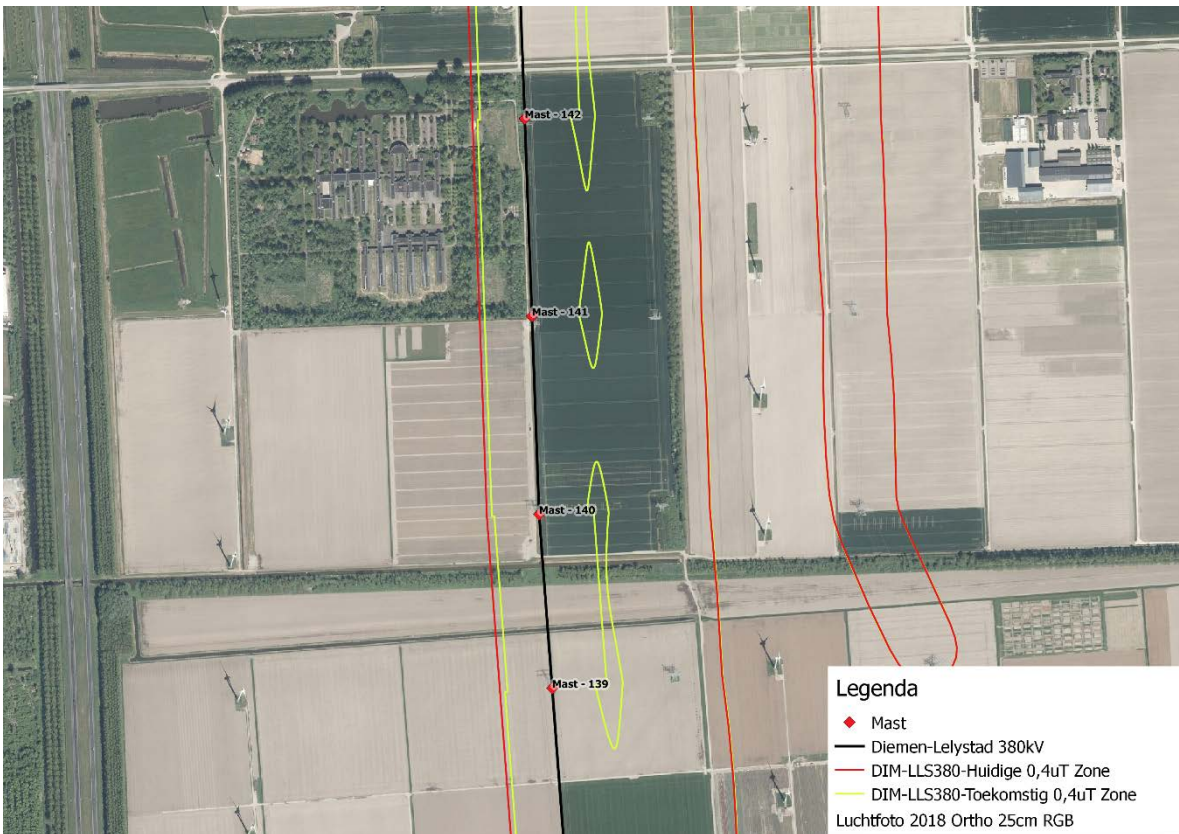 Mast - 142
Mast - 141
Mast - 140
Mast - 139
Legenda
Mast
Diemen-Lelystad 380kV
DIM-LLS380-Huidige 0,4uT Zone
DIM-LLS380-Toekomstig 0,4uT Zone
Luchtfoto 2018 Ortho 25cm RGB